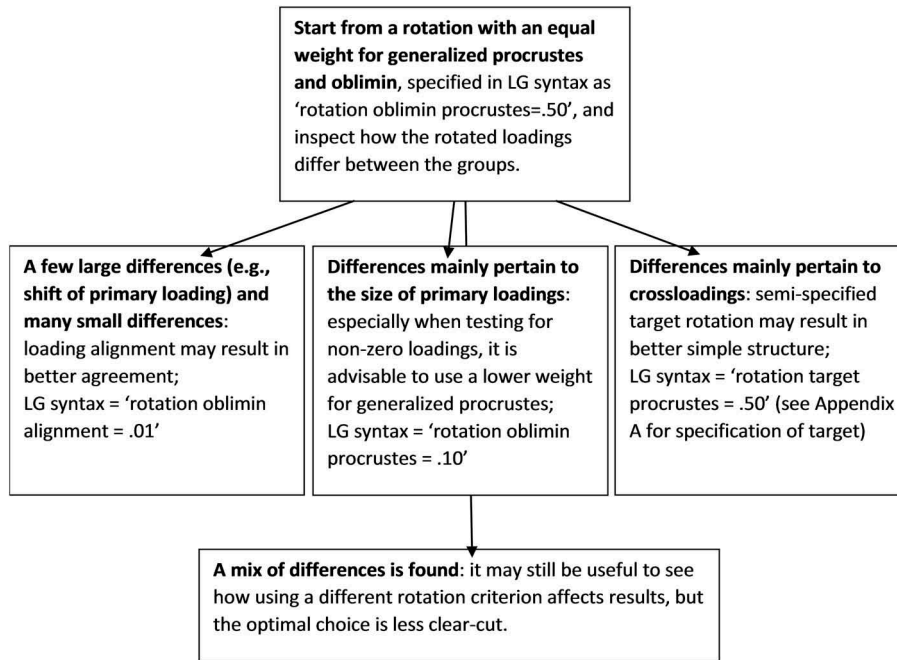 Start from a rotation with an equal
weight for generalized procrustes
and oblimin, specified in LG syntax as
‘rotation oblimin procrustes=.50’, and
inspect how the rotated loadings
differ between the groups.
A few large differences (e.g.,
shift of primary loading) and
many small differences:
loading alignment may result in
better agreement;
LG syntax = ‘rotation oblimin
alignment = .01’
Differences mainly pertain to
the size of primary loadings:
especially when testing for
non-zero loadings, it is
advisable to use a lower weight
for generalized procrustes;
LG syntax = ‘rotation oblimin
procrustes = .10’
Differences mainly pertain to
crossloadings: semi-specified
target rotation may result in
better simple structure;
LG syntax = ‘rotation target
procrustes = .50’ (see Appendix
A for specification of target)
A mix of differences is found: it may still be useful to see
how using a different rotation criterion affects results, but
the optimal choice is less clear-cut.